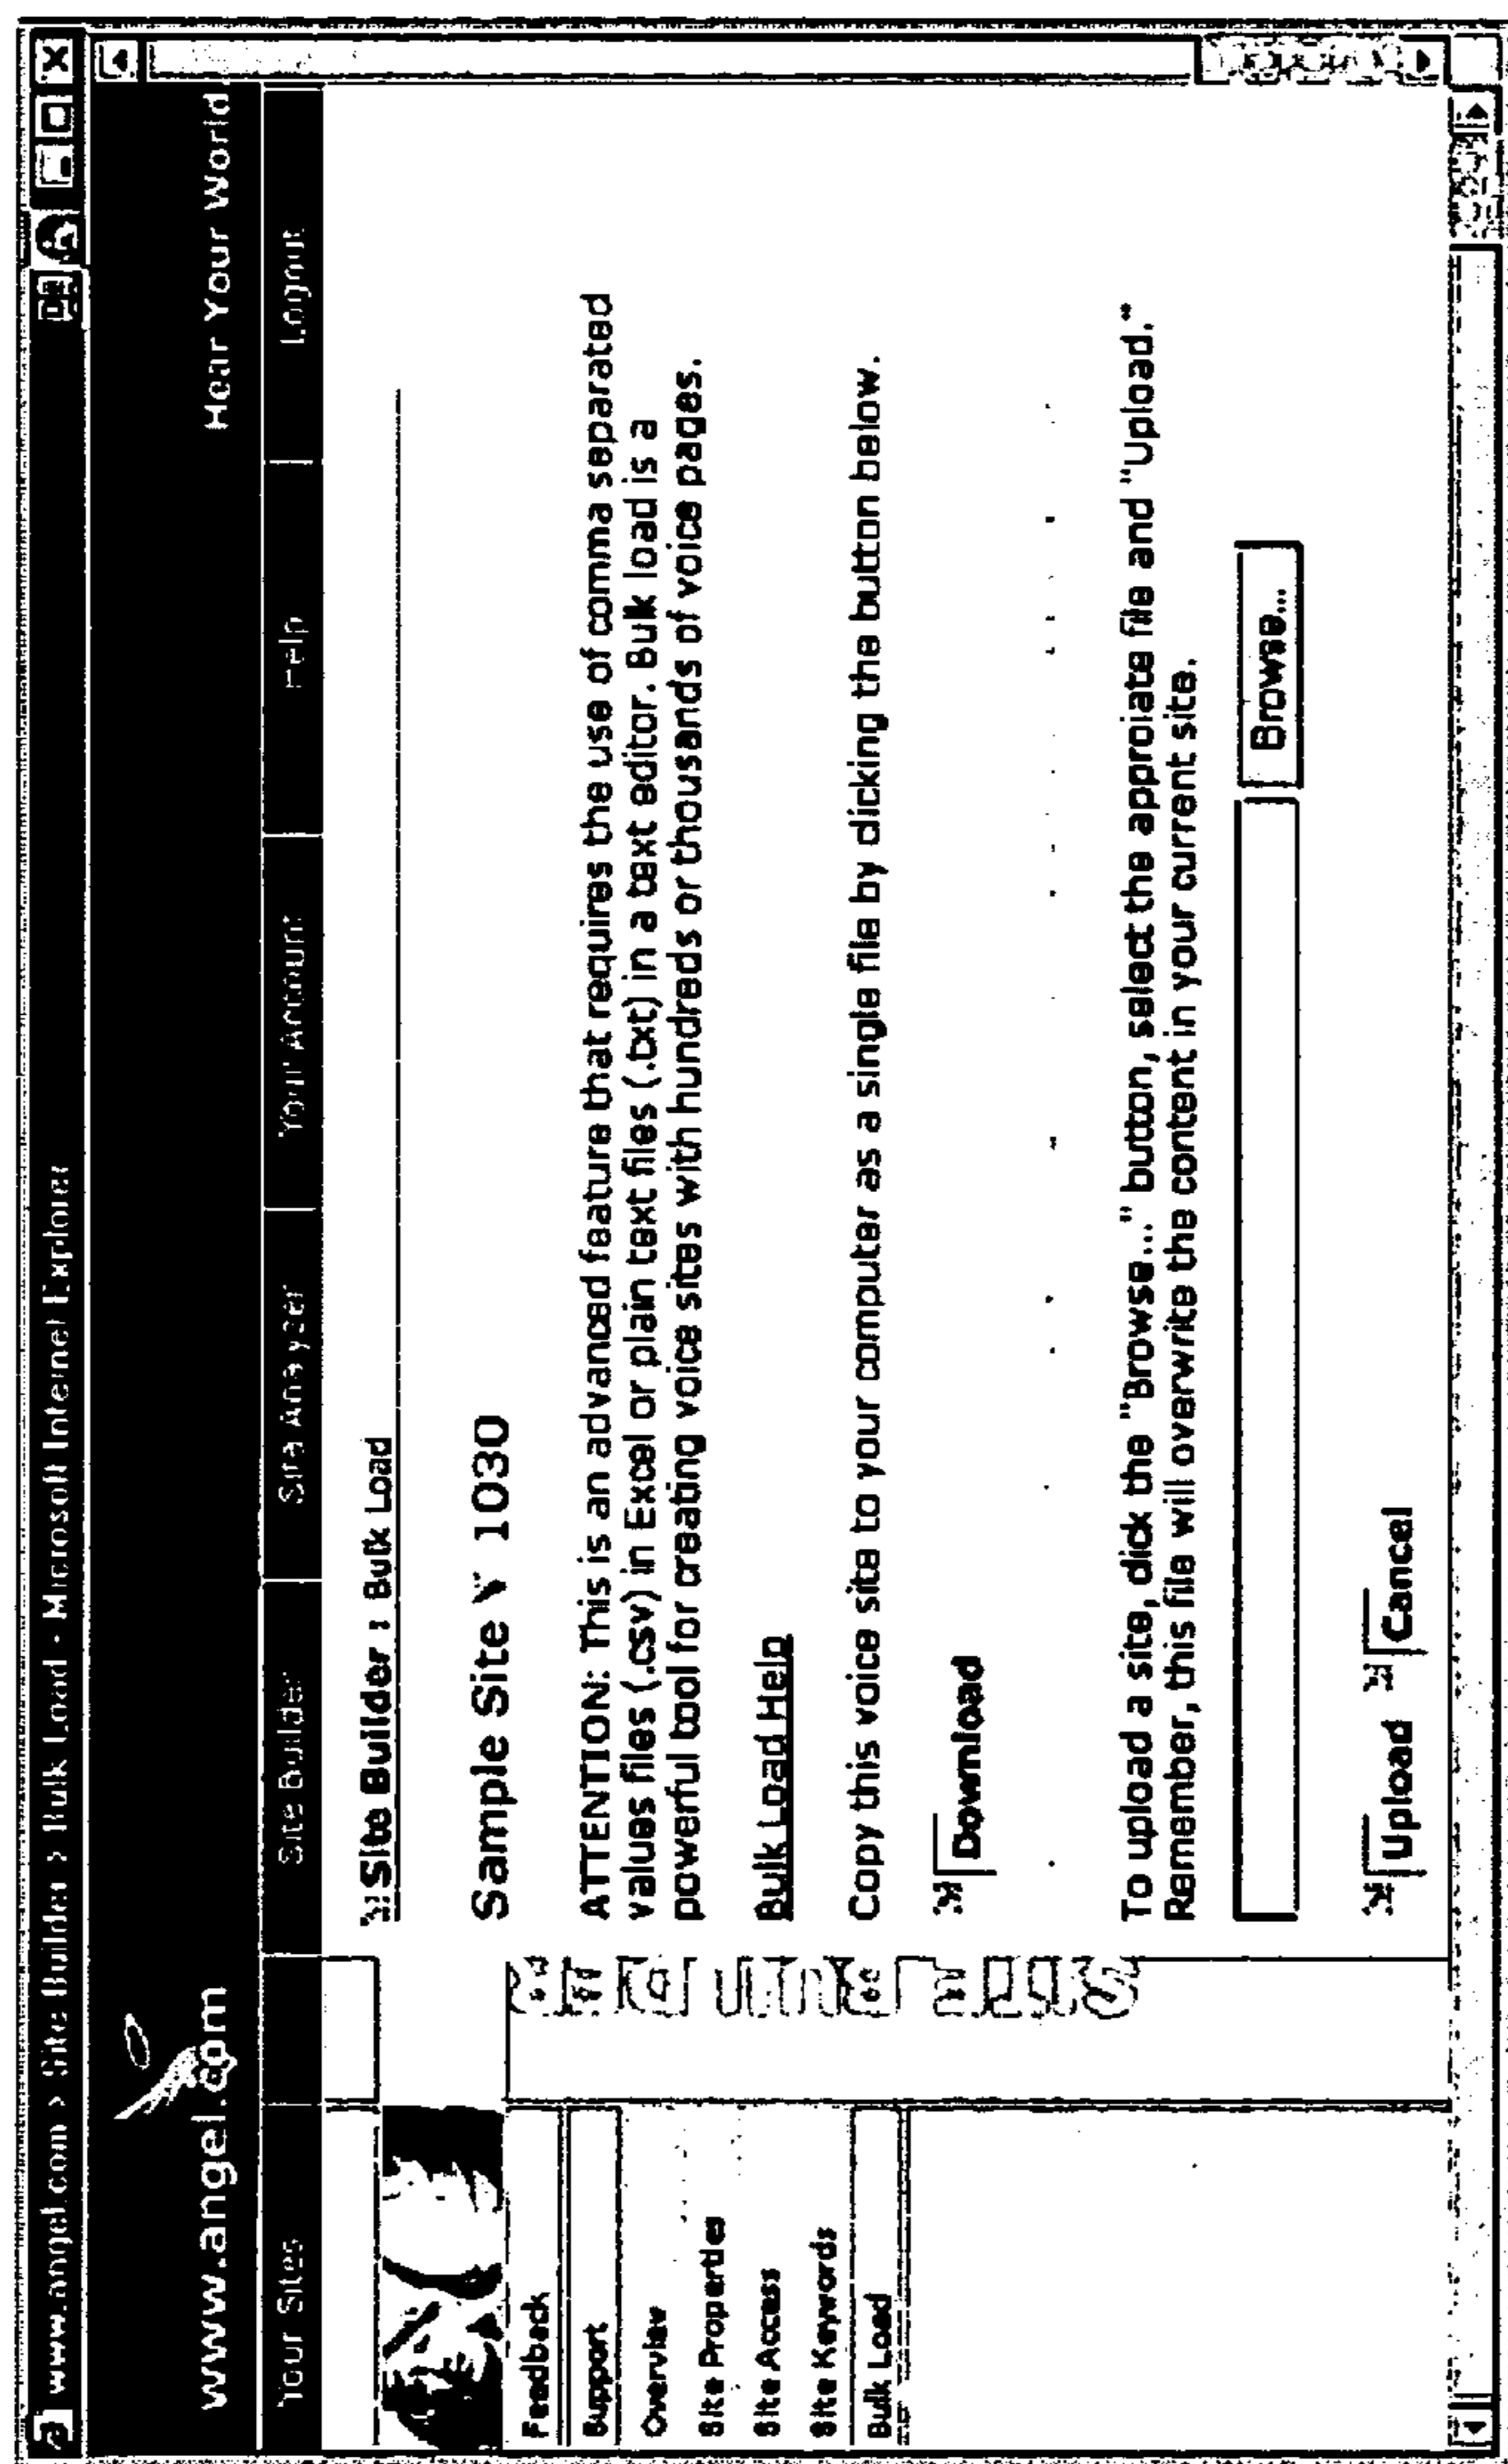 www.angel.com > Site Builder > Bulk Load - Microsoft Internet Explorer
www.angel.com
Hear Your World
Your Sites
Site Builder
Site Analyzer
Your Account
Help
Logout
Feedback
Support
Overview
Site Properties
Site Access
Site Keywords
Bulk Load
SITE BUILDER
Site Builder : Bulk Load
Sample Site V 1030
ATTENTION: This is an advanced feature that requires the use of comma separated
values files (.csv) in Excel or plain text files (.txt) in a text editor. Bulk load is a
powerful tool for creating voice sites with hundreds or thousands of voice pages.
Bulk Load Help
Copy this voice site to your computer as a single file by clicking the button below.
Download
To upload a site, click the "Browse..." button, select the approiate file and "Upload."
Remember, this file will overwrite the content in your current site.
Browse...
Upload
Cancel